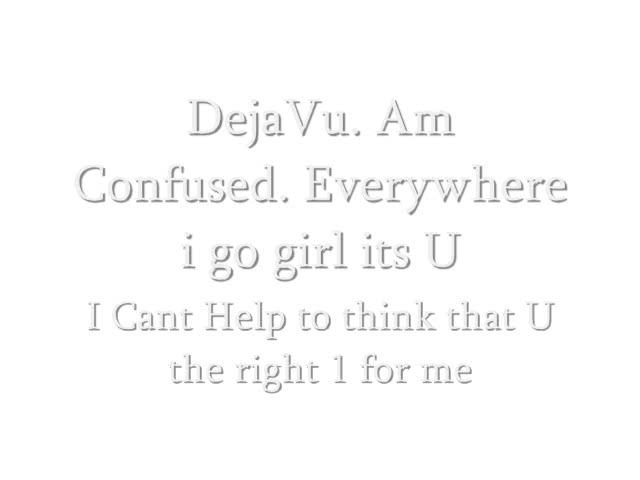 DejaVu. Am
Confused. Everywhere
i go girl its U
I Cant Help to think that U
the right 1 for me